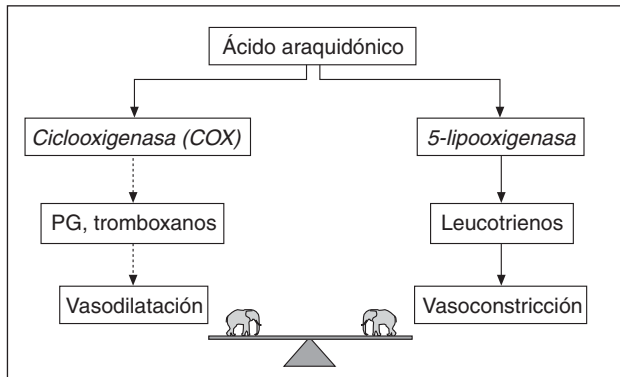 Ácido araquidónico
Ciclooxigenasa (COX)
5-lipooxigenasa
PG, tromboxanos
Leucotrienos
Vasodilatación
Vasoconstricción